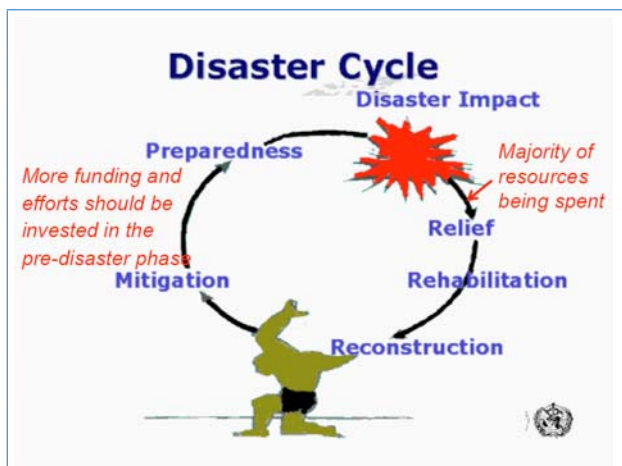 Disaster Cycle
Disaster Impact
Preparedness
More funding and
efforts should be
invested in the
pre-disaster phase
Majority of
resources
being spent
Relief
Mitigation
Rehabilitation
Reconstruction